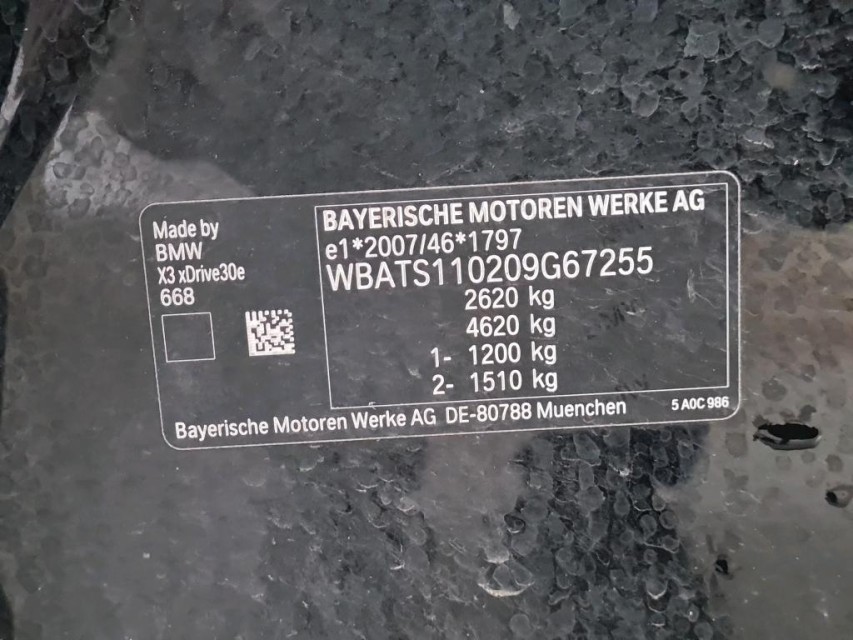 Made by
BMW
X3 xDrive30e
668
BAYERISCHE MOTOREN WERKE AG
e1*2007/46*1797
WBATS110209G67255
2620 kg
4620 kg
1- 1200 kg
2- 1510 kg
Bayerische Motoren Werke AG DE-80788 Muenchen
5 A0C 986